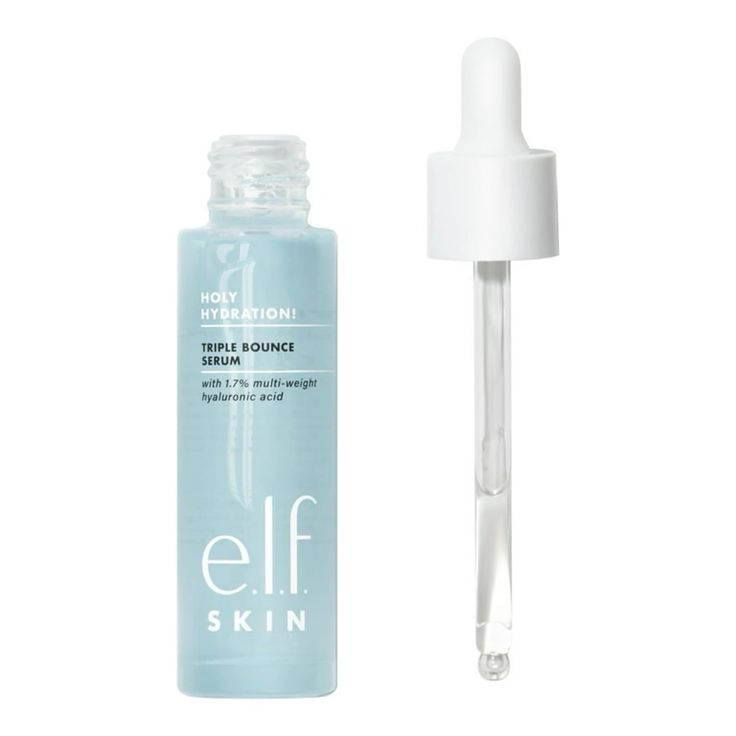 HOLY
HYDRATION!
TRIPLE BOUNCE
SERUM
with 1.7% multi-weight
hyaluronic acid
e.l.f.
SKIN